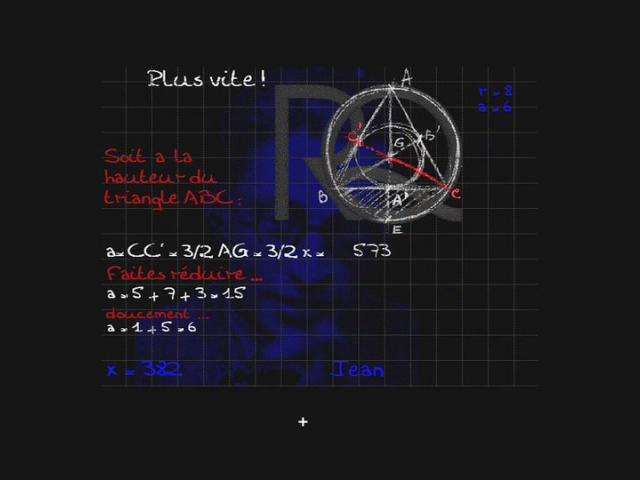 Plus vite!
A
r = 8
a = 6
C'
B'
G
Soit a la
hauteur du
triangle ABC:
B
A'
C
E
a = CC' = 3/2 AG = 3/2 x = 573
Faites réduire ...
a = 5 + 7 + 3 = 15
doucement ...
a = 1 + 5 = 6
x = 382
Jean